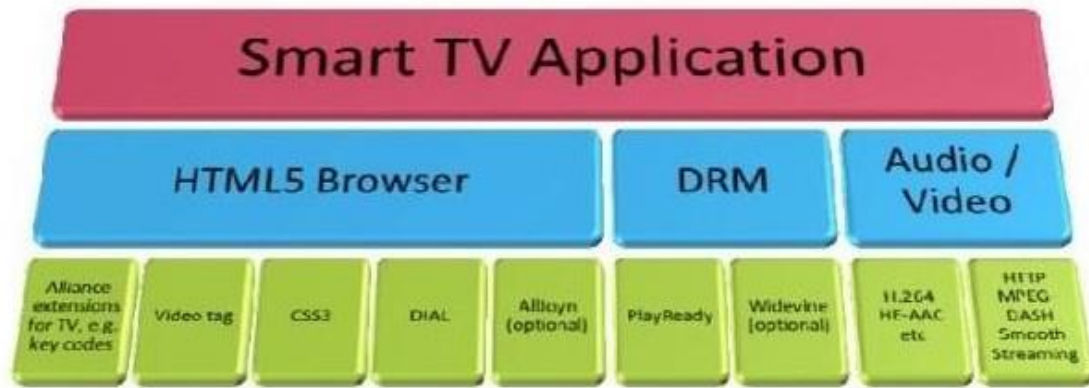 Smart TV Application
HTML5 Browser
DRM
Audio /
Video
Alliance
extensions
for TV, e.g.
key codes
Video tag
CSS3
DIAL
AllJoyn
(optional)
PlayReady
Widevine
(optional)
H.264
HE-AAC
etc
HTTP
MPEG
DASH
Smooth
Streaming